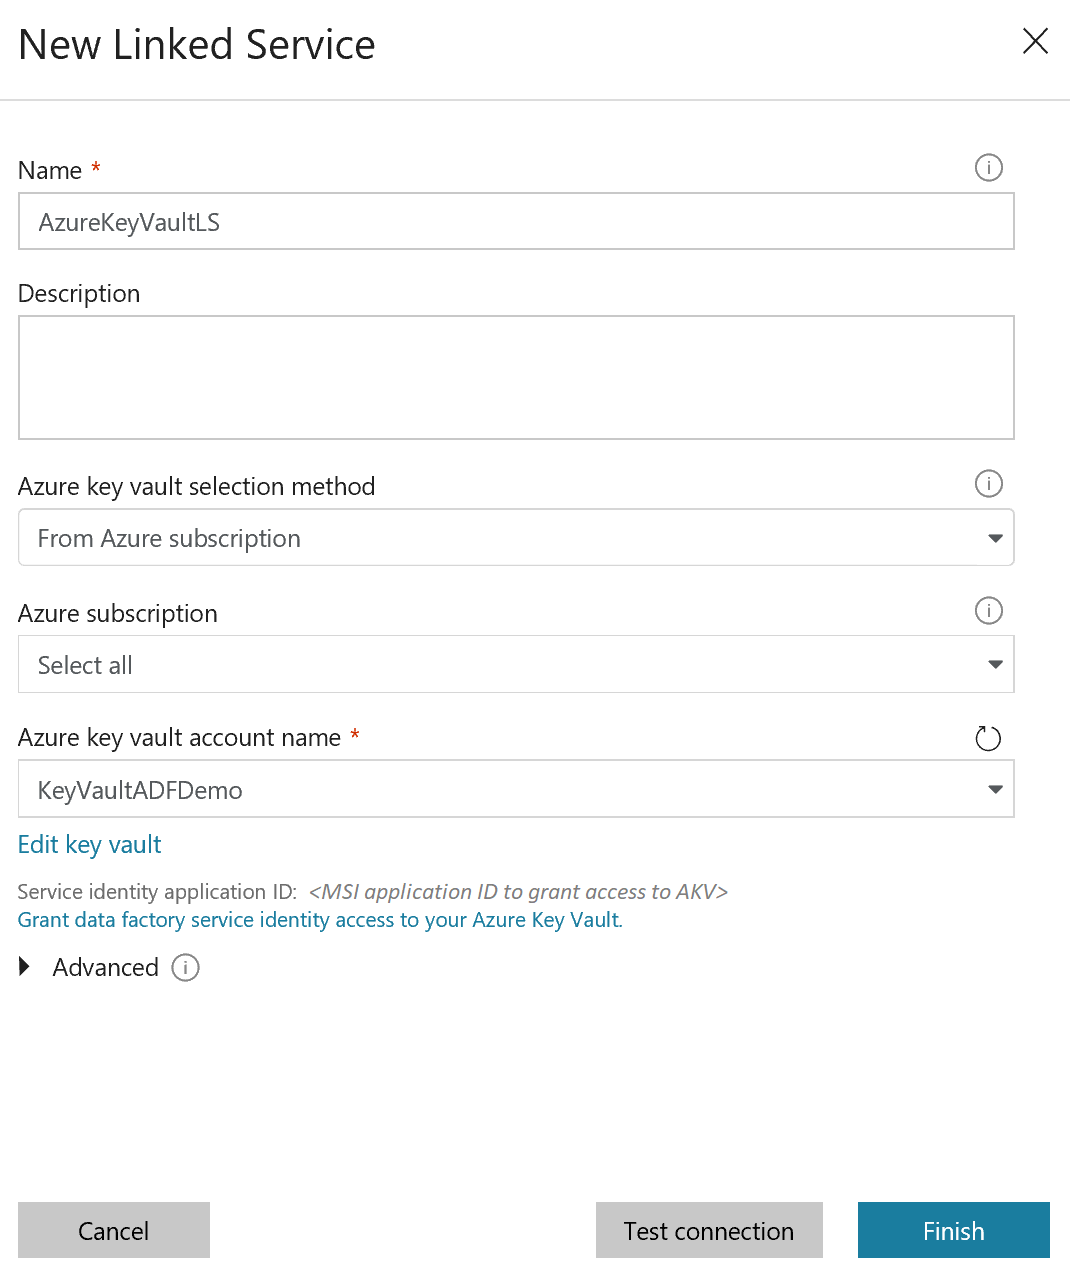 New Linked Service
Name *
AzureKeyVaultLS
Description
Azure key vault selection method
From Azure subscription
Azure subscription
Select all
Azure key vault account name *
KeyVaultADFDemo
Edit key vault
Service identity application ID: <MSI application ID to grant access to AKV>
Grant data factory service identity access to your Azure Key Vault.
Advanced
Cancel
Test connection
Finish